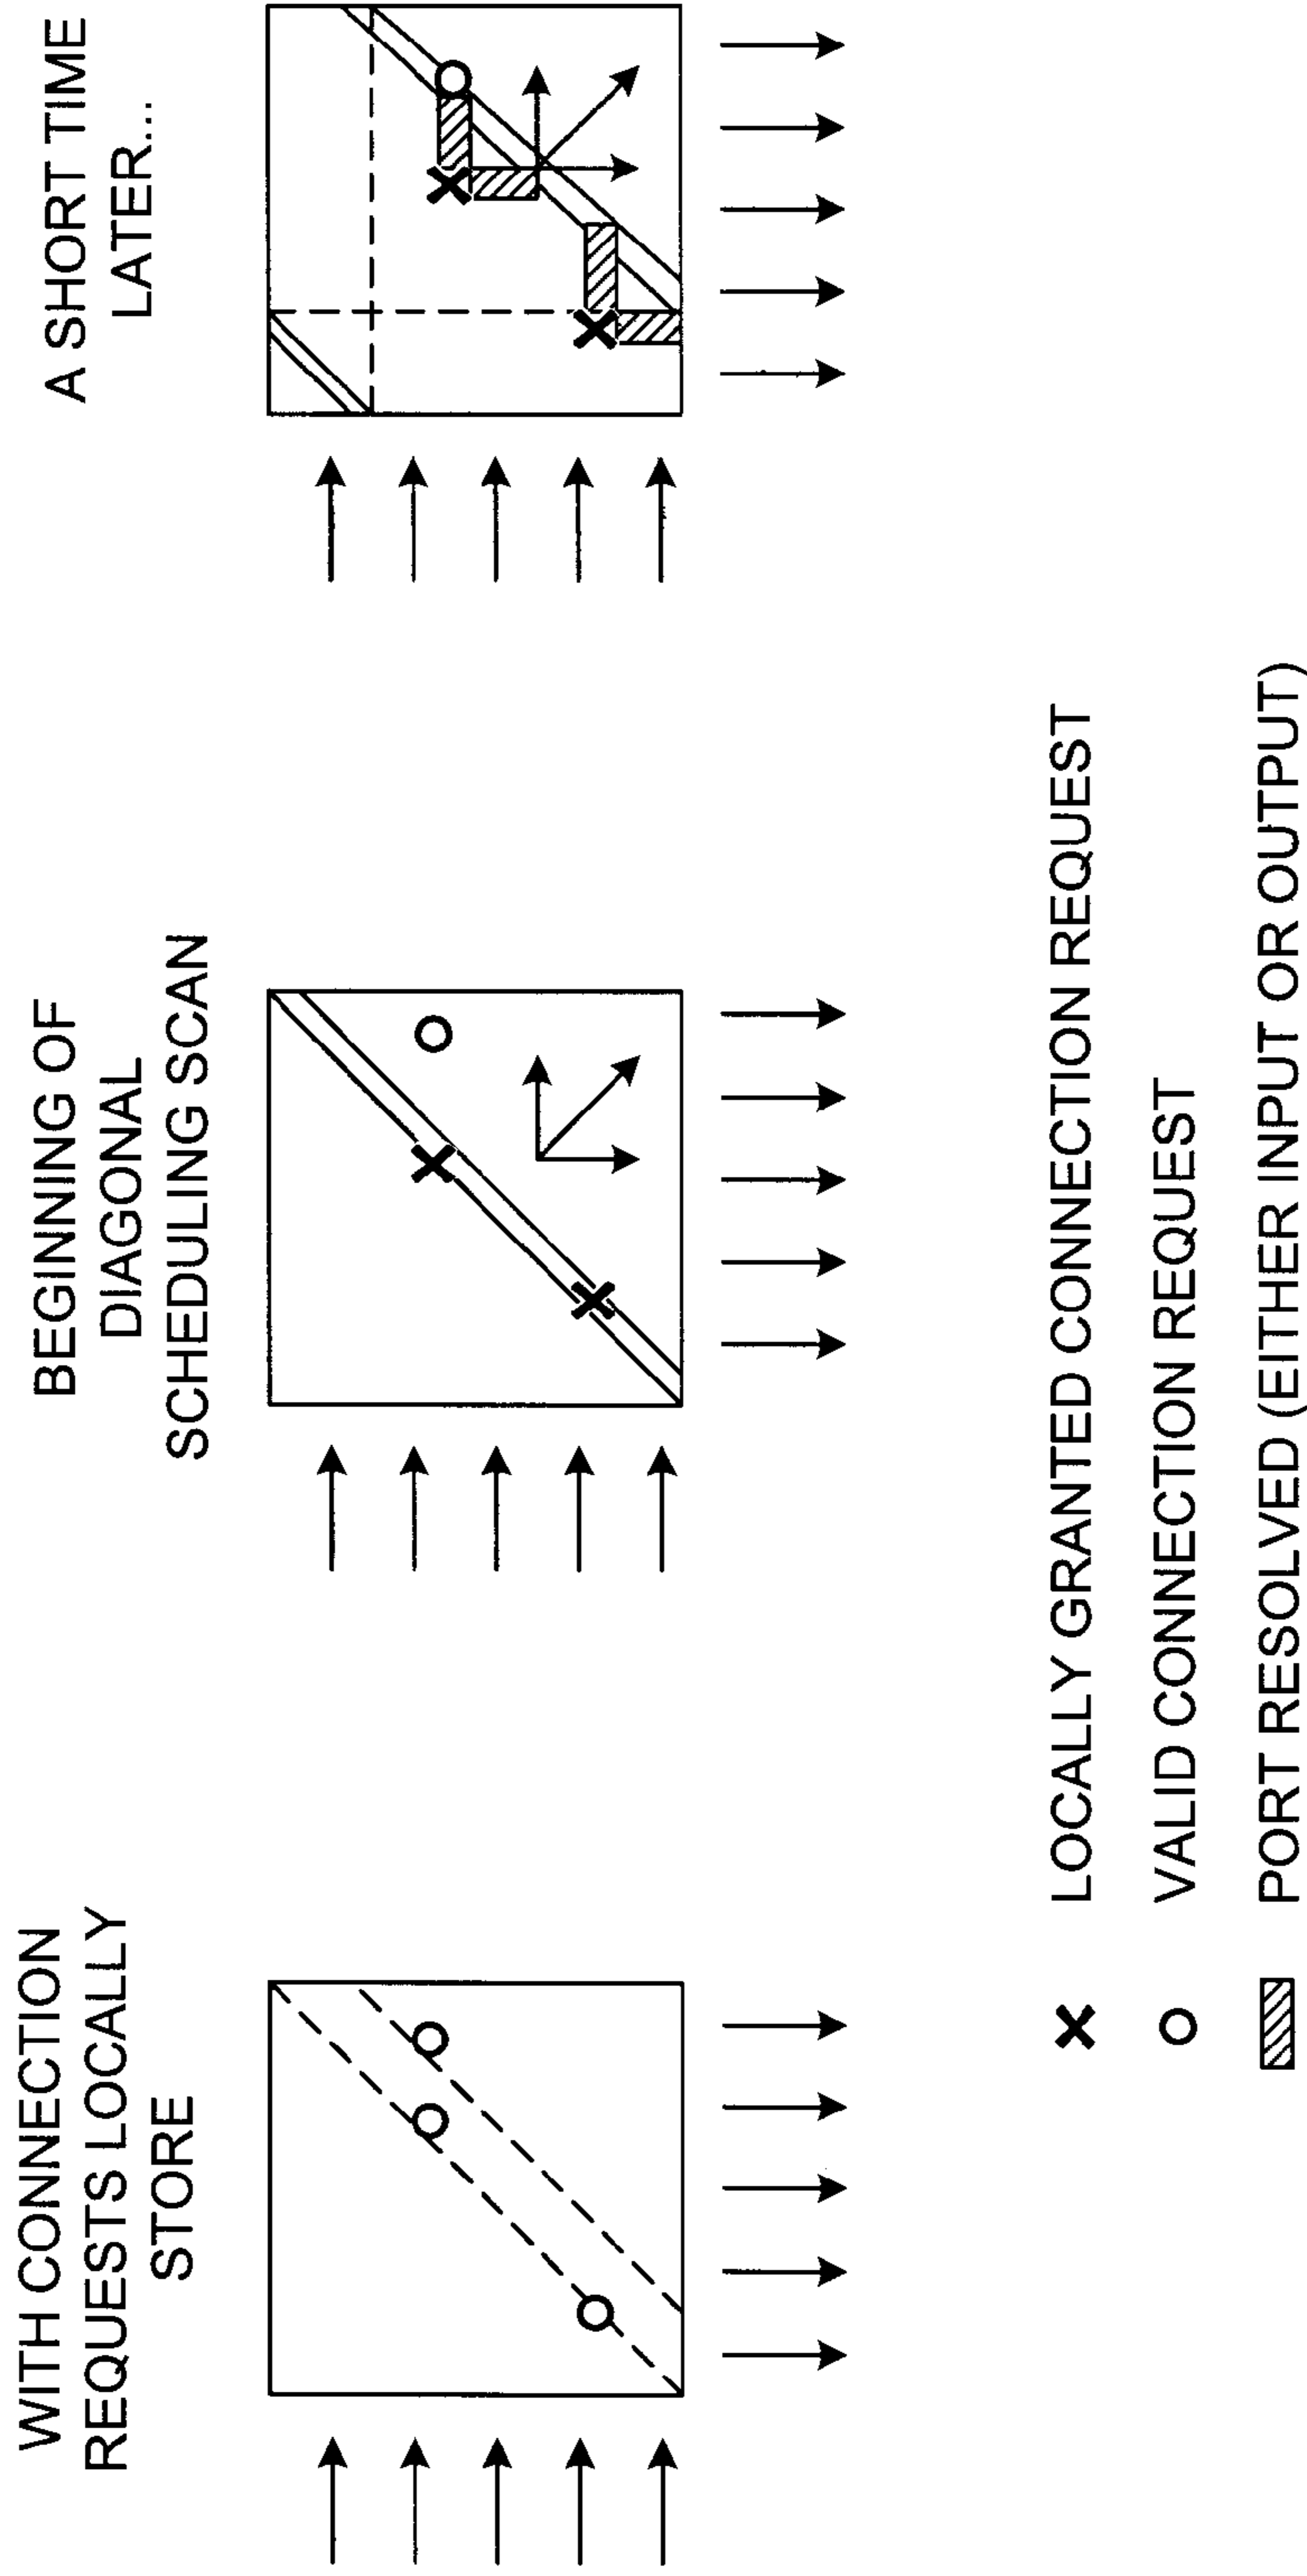 WITH CONNECTION
REQUESTS LOCALLY
STORE
BEGINNING OF
DIAGONAL
SCHEDULING SCAN
A SHORT TIME
LATER...
LOCALLY GRANTED CONNECTION REQUEST
VALID CONNECTION REQUEST
PORT RESOLVED (EITHER INPUT OR OUTPUT)